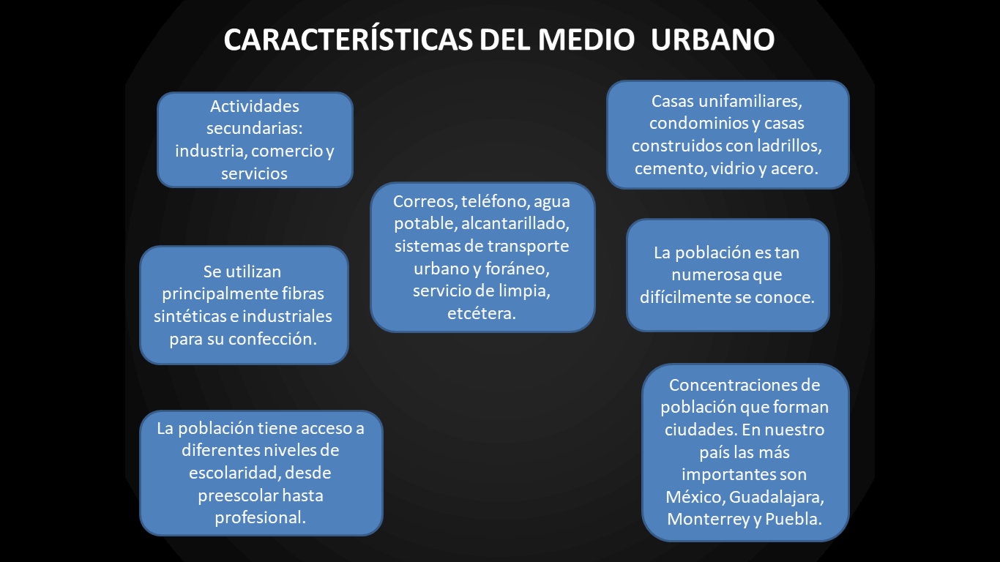 CARACTERÍSTICAS DEL MEDIO URBANO
Actividades
secundarias:
industria, comercio y
servicios
Casas unifamiliares,
condominios y casas
construidos con ladrillos,
cemento, vidrio y acero.
Correos, teléfono, agua
potable, alcantarillado,
sistemas de transporte
urbano y foráneo,
servicio de limpia,
etcétera.
La población es tan
numerosa que
difícilmente se conoce.
Se utilizan
principalmente fibras
sintéticas e industriales
para su confección.
La población tiene acceso a
diferentes niveles de
escolaridad, desde
preescolar hasta
profesional.
Concentraciones de
población que forman
ciudades. En nuestro
país las más
importantes son
México, Guadalajara,
Monterrey y Puebla.